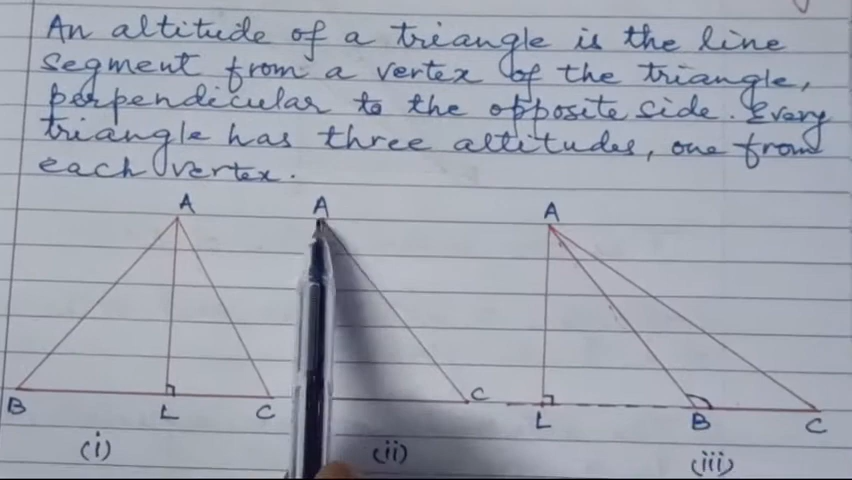 An altitude of a triangle is the line
segment from a vertex of the triangle,
perpendicular to the opposite side. Every
triangle has three altitudes, one from
each vertex.
A A A
B L C C L B C
(i) (ii) (iii)